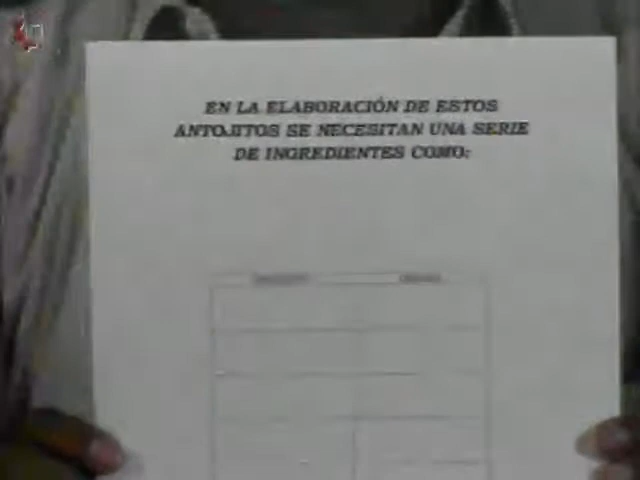 EN LA ELABORACIÓN DE ESTOS
ANTOJITOS SE NECESITAN UNA SERIE
DE INGREDIENTES COMO: